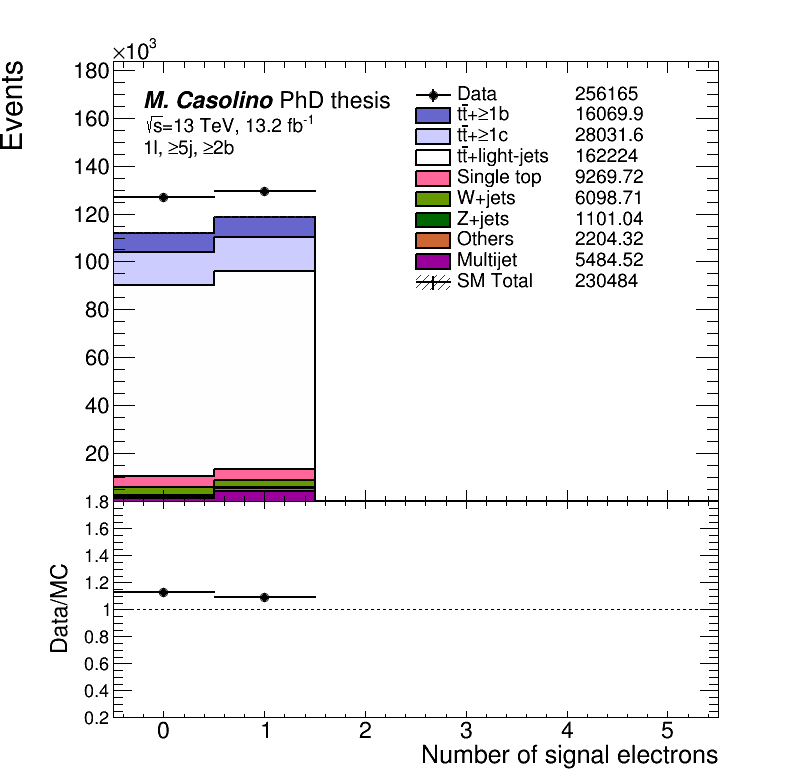 ×10³
Events
180
160
140
120
100
80
60
40
20
M. Casolino PhD thesis
√s=13 TeV, 13.2 fb⁻¹
1l, ≥5j, ≥2b
Data 256165
tt̄+≥1b 16069.9
tt̄+≥1c 28031.6
tt̄+light-jets 162224
Single top 9269.72
W+jets 6098.71
Z+jets 1101.04
Others 2204.32
Multijet 5484.52
SM Total 230484
Data/MC
1.8
1.6
1.4
1.2
1
0.8
0.6
0.4
0.2
0 1 2 3 4 5
Number of signal electrons